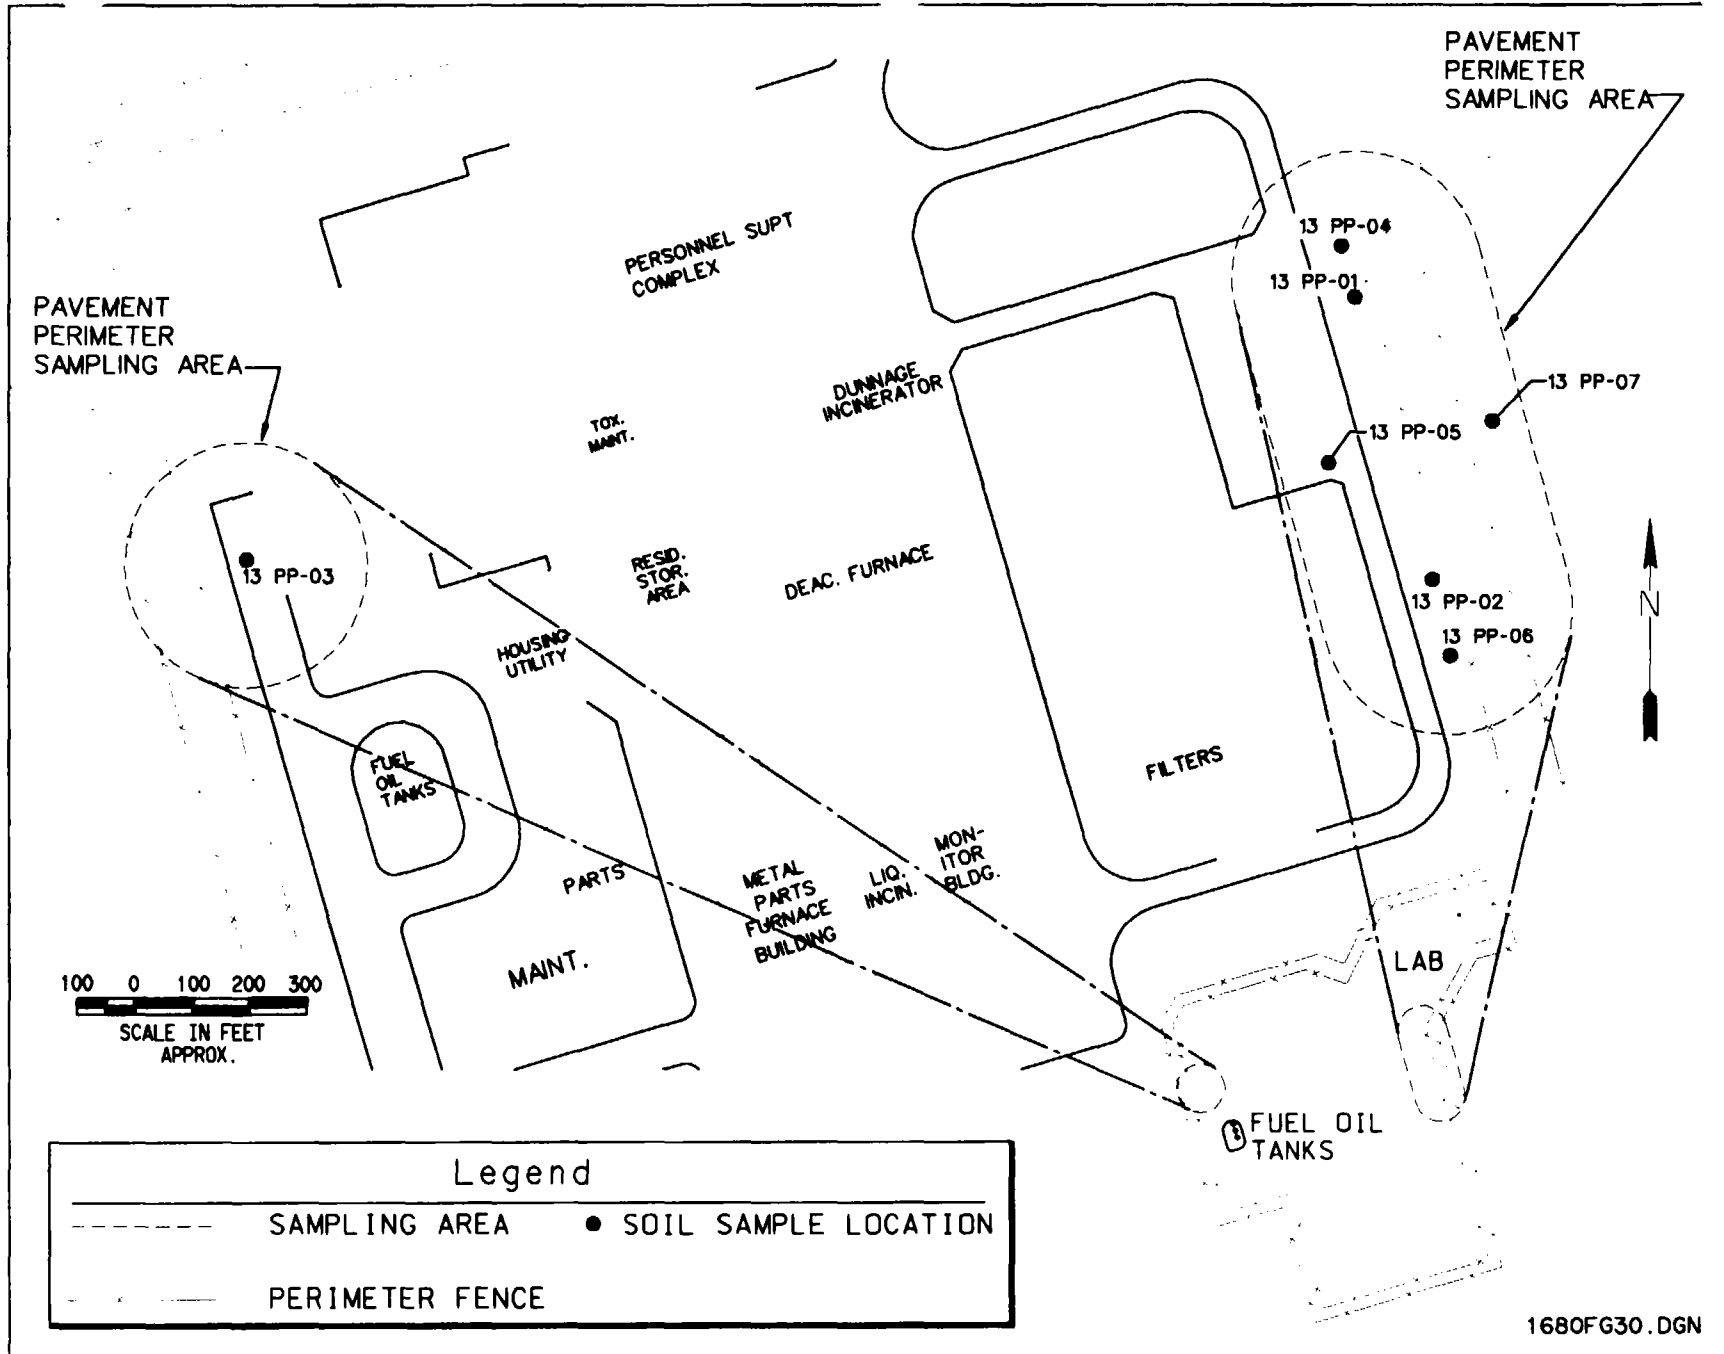 PAVEMENT
PERIMETER
SAMPLING AREA
13 PP-04
13 PP-01
PERSONNEL SUPT
COMPLEX
PAVEMENT
PERIMETER
SAMPLING AREA
DUNNAGE
INCINERATOR
13 PP-07
TOX.
MAINT.
13 PP-05
13 PP-03
RESID.
STOR.
AREA
DEAC. FURNACE
13 PP-02
13 PP-06
N
HOUSING
UTILITY
FUEL
OIL
TANKS
FILTERS
PARTS
METAL
PARTS
FURNACE
BUILDING
LIQ.
INCIN.
MON-
ITOR
BLDG.
MAINT.
LAB
100 0 100 200 300
SCALE IN FEET
APPROX.
FUEL OIL
TANKS
Legend
SAMPLING AREA
SOIL SAMPLE LOCATION
PERIMETER FENCE
1680FG30.DGN